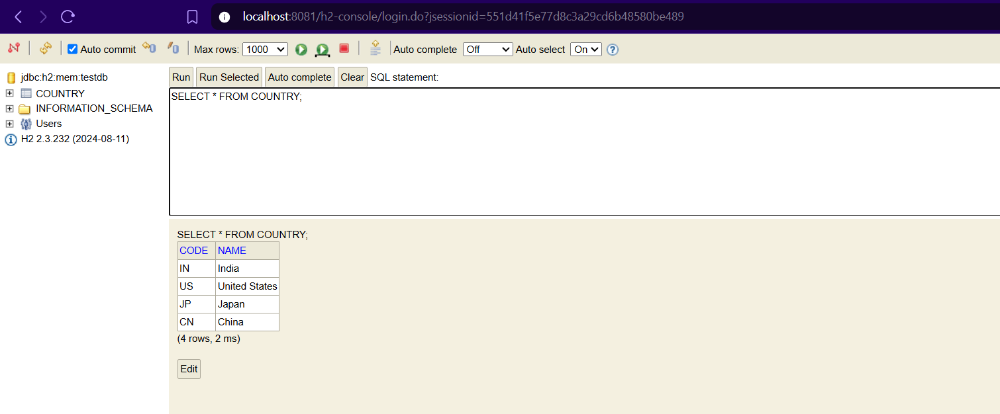 localhost:8081/h2-console/login.do?jsessionid=551d41f5e77d8c3a29cd6b48580be489
Auto commit Max rows: 1000 Auto complete Off Auto select On
jdbc:h2:mem:testdb
COUNTRY
INFORMATION_SCHEMA
Users
H2 2.3.232 (2024-08-11)
Run Run Selected Auto complete Clear SQL statement:
SELECT * FROM COUNTRY;
SELECT * FROM COUNTRY;
CODE NAME
IN India
US United States
JP Japan
CN China
(4 rows, 2 ms)
Edit